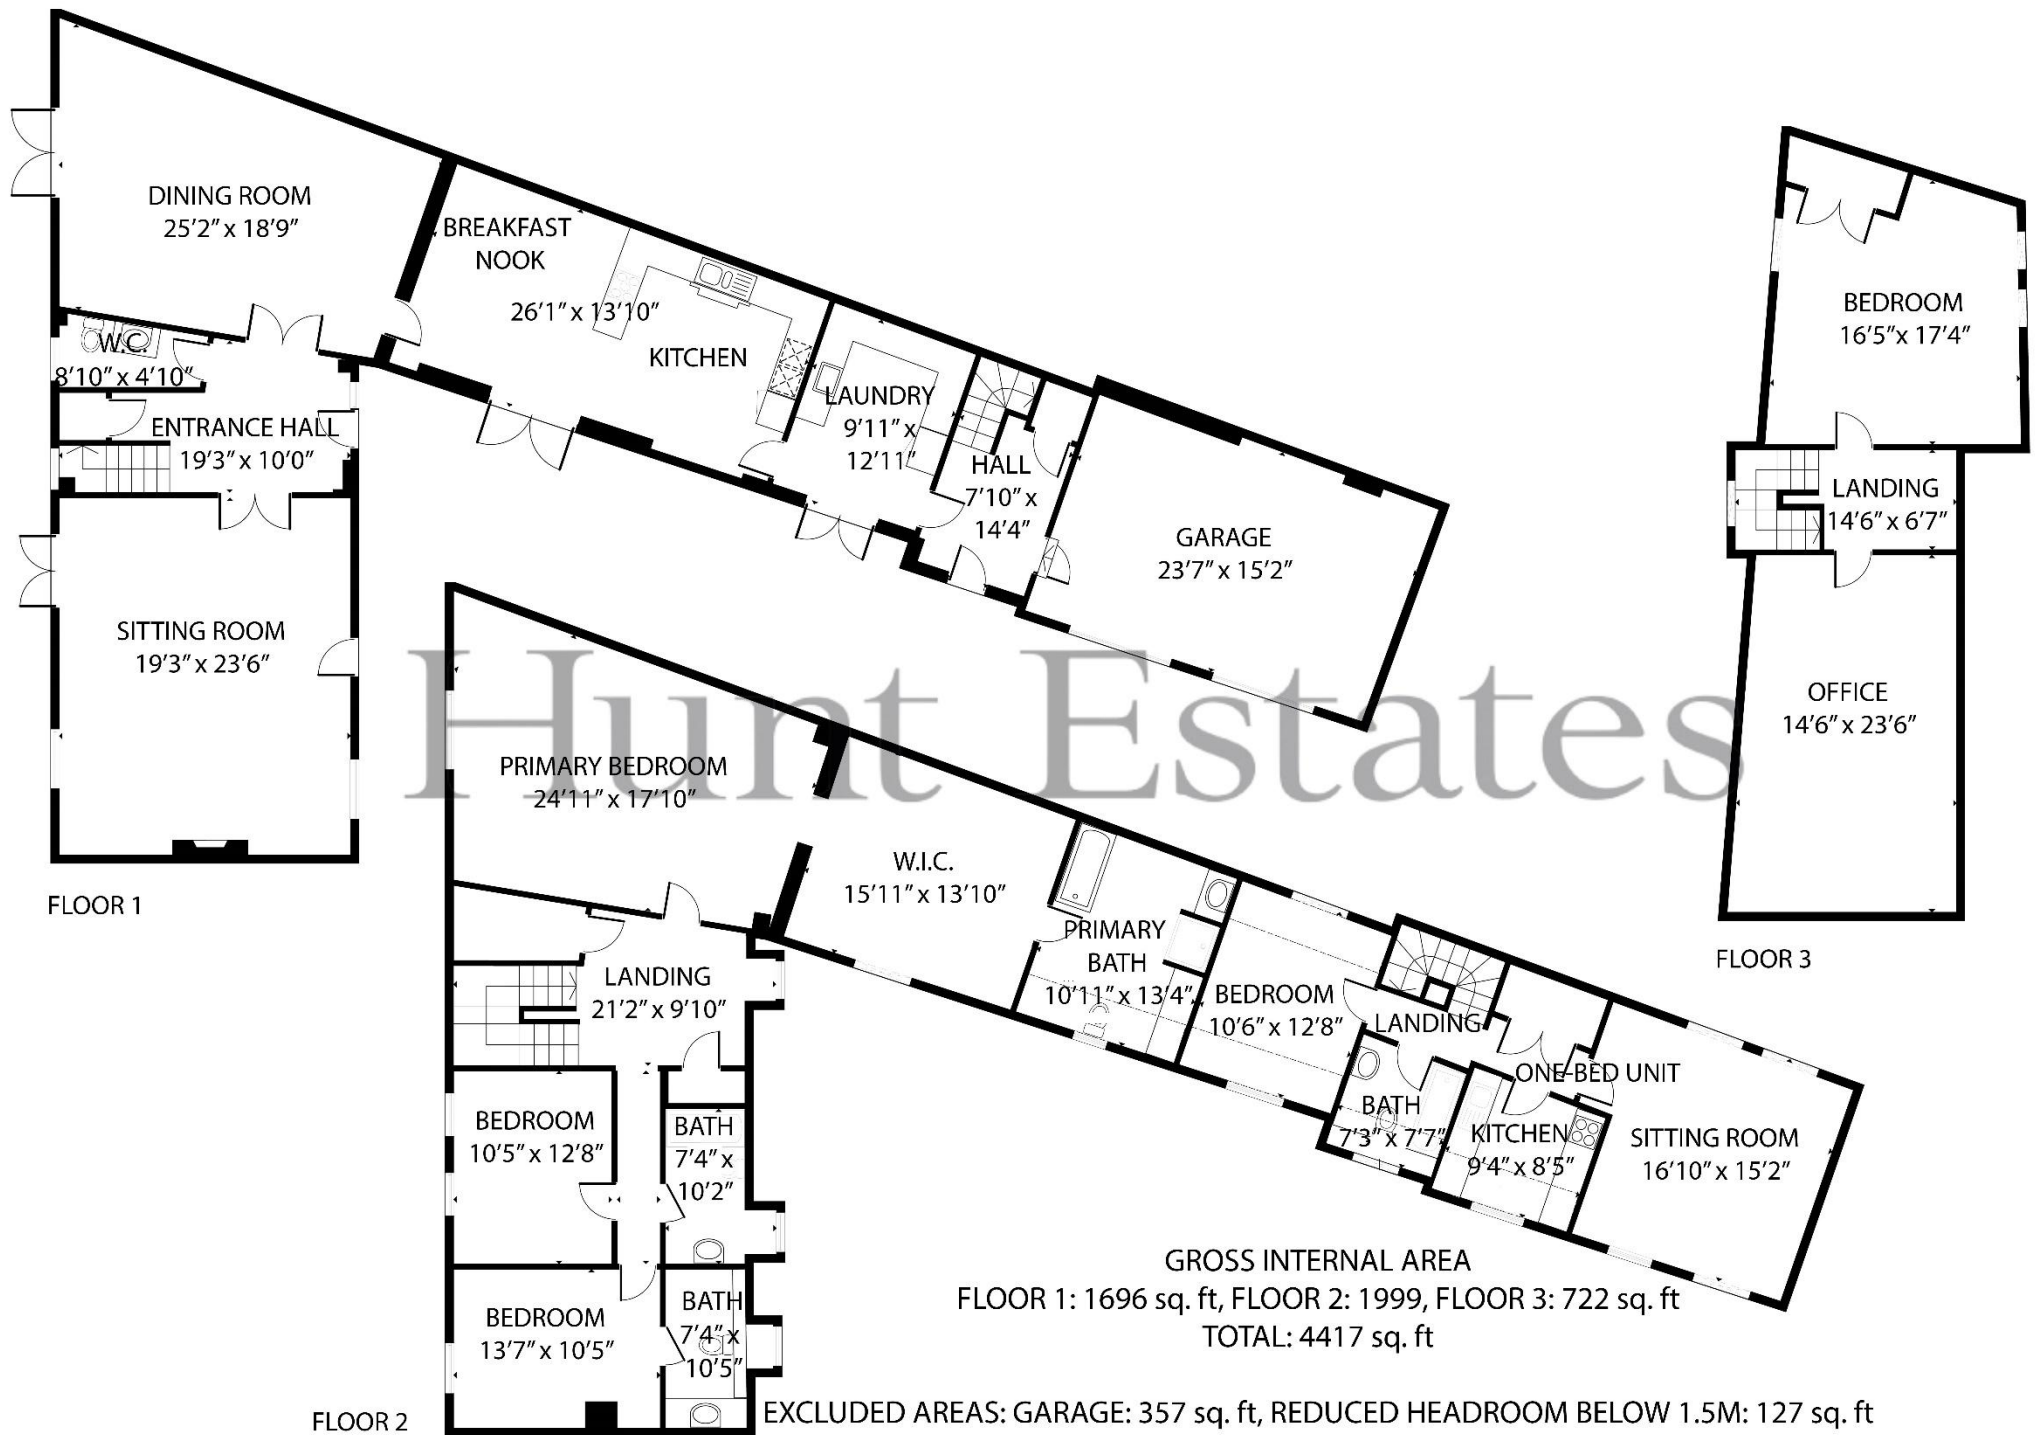 DINING ROOM
25'2" x 18'9"
BREAKFAST
NOOK
26'1" x 13'10"
KITCHEN
W.C.
8'10" x 4'10"
ENTRANCE HALL
19'3" x 10'0"
LAUNDRY
9'11" x
12'11"
HALL
7'10" x
14'4"
GARAGE
23'7" x 15'2"
SITTING ROOM
19'3" x 23'6"
FLOOR 1
BEDROOM
16'5" x 17'4"
LANDING
14'6" x 6'7"
OFFICE
14'6" x 23'6"
FLOOR 3
Hunt Estates
PRIMARY BEDROOM
24'11" x 17'10"
W.I.C.
15'11" x 13'10"
PRIMARY
BATH
10'11" x 13'4"
LANDING
21'2" x 9'10"
BEDROOM
10'6" x 12'8"
LANDING
ONE-BED UNIT
BATH
7'3" x 7'7"
KITCHEN
9'4" x 8'5"
SITTING ROOM
16'10" x 15'2"
BEDROOM
10'5" x 12'8"
BATH
7'4" x
10'2"
BEDROOM
13'7" x 10'5"
BATH
7'4" x
10'5"
FLOOR 2
GROSS INTERNAL AREA
FLOOR 1: 1696 sq. ft, FLOOR 2: 1999, FLOOR 3: 722 sq. ft
TOTAL: 4417 sq. ft
EXCLUDED AREAS: GARAGE: 357 sq. ft, REDUCED HEADROOM BELOW 1.5M: 127 sq. ft